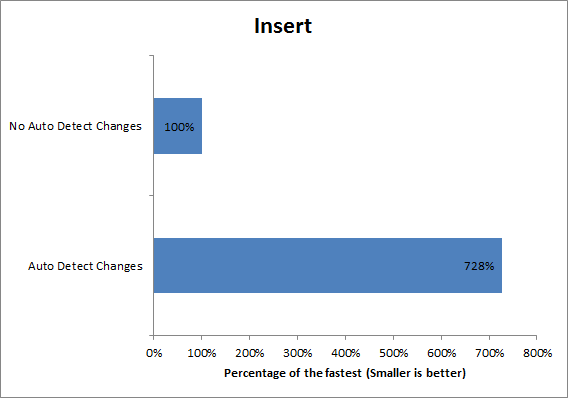 Insert
No Auto Detect Changes
100%
Auto Detect Changes
728%
0% 100% 200% 300% 400% 500% 600% 700% 800%
Percentage of the fastest (Smaller is better)